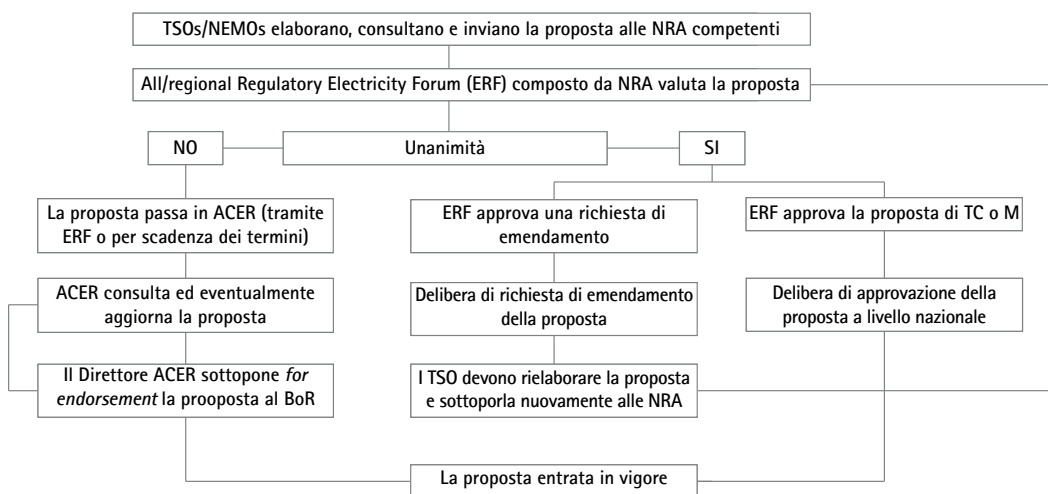 TSOs/NEMOs elaborano, consultano e inviano la proposta alle NRA competenti
All/regional Regulatory Electricity Forum (ERF) composto da NRA valuta la proposta
NO
Unanimità
SI
La proposta passa in ACER (tramite
ERF o per scadenza dei termini)
ERF approva una richiesta di
emendamento
ERF approva la proposta di TC o M
ACER consulta ed eventualmente
aggiorna la proposta
Delibera di richiesta di emendamento
della proposta
Delibera di approvazione della
proposta a livello nazionale
Il Direttore ACER sottopone for
endorsement la prooposta al BoR
I TSO devono rielaborare la proposta
e sottoporla nuovamente alle NRA
La proposta entrata in vigore